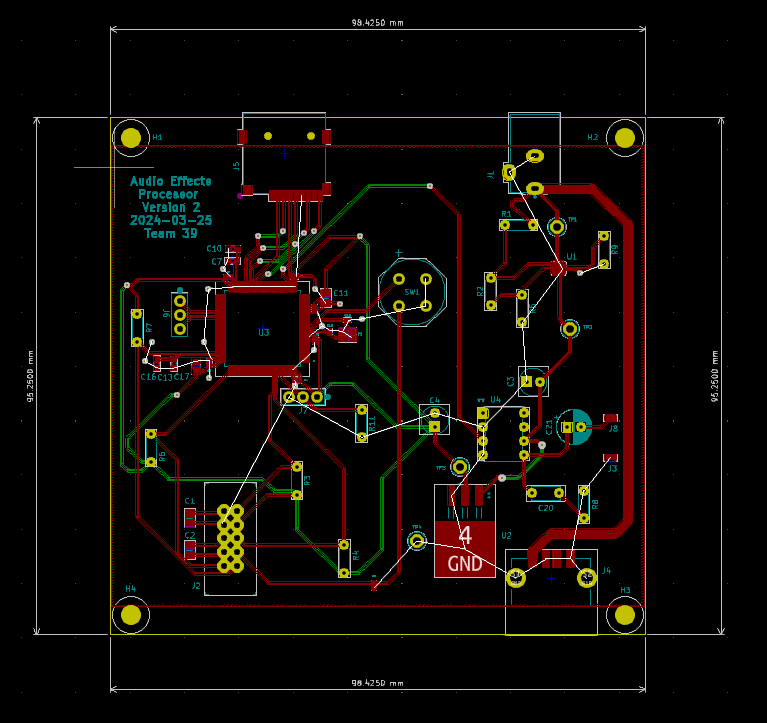 98.4250 mm
H1
H2
J5
J1
Audio Effects
Processor
Version 2
2024-03-25
Team 39
R1
TP1
C10
C7
U1
R9
SW1
R2
C11
J6
R7
U3
C16
C13
C17
95.2500 mm
95.2500 mm
C3
J7
C4
U4
R11
C21
J8
R6
J3
R3
C1
C20
R8
C2
4
GND
U2
R4
J2
J4
H4
H3
98.4250 mm